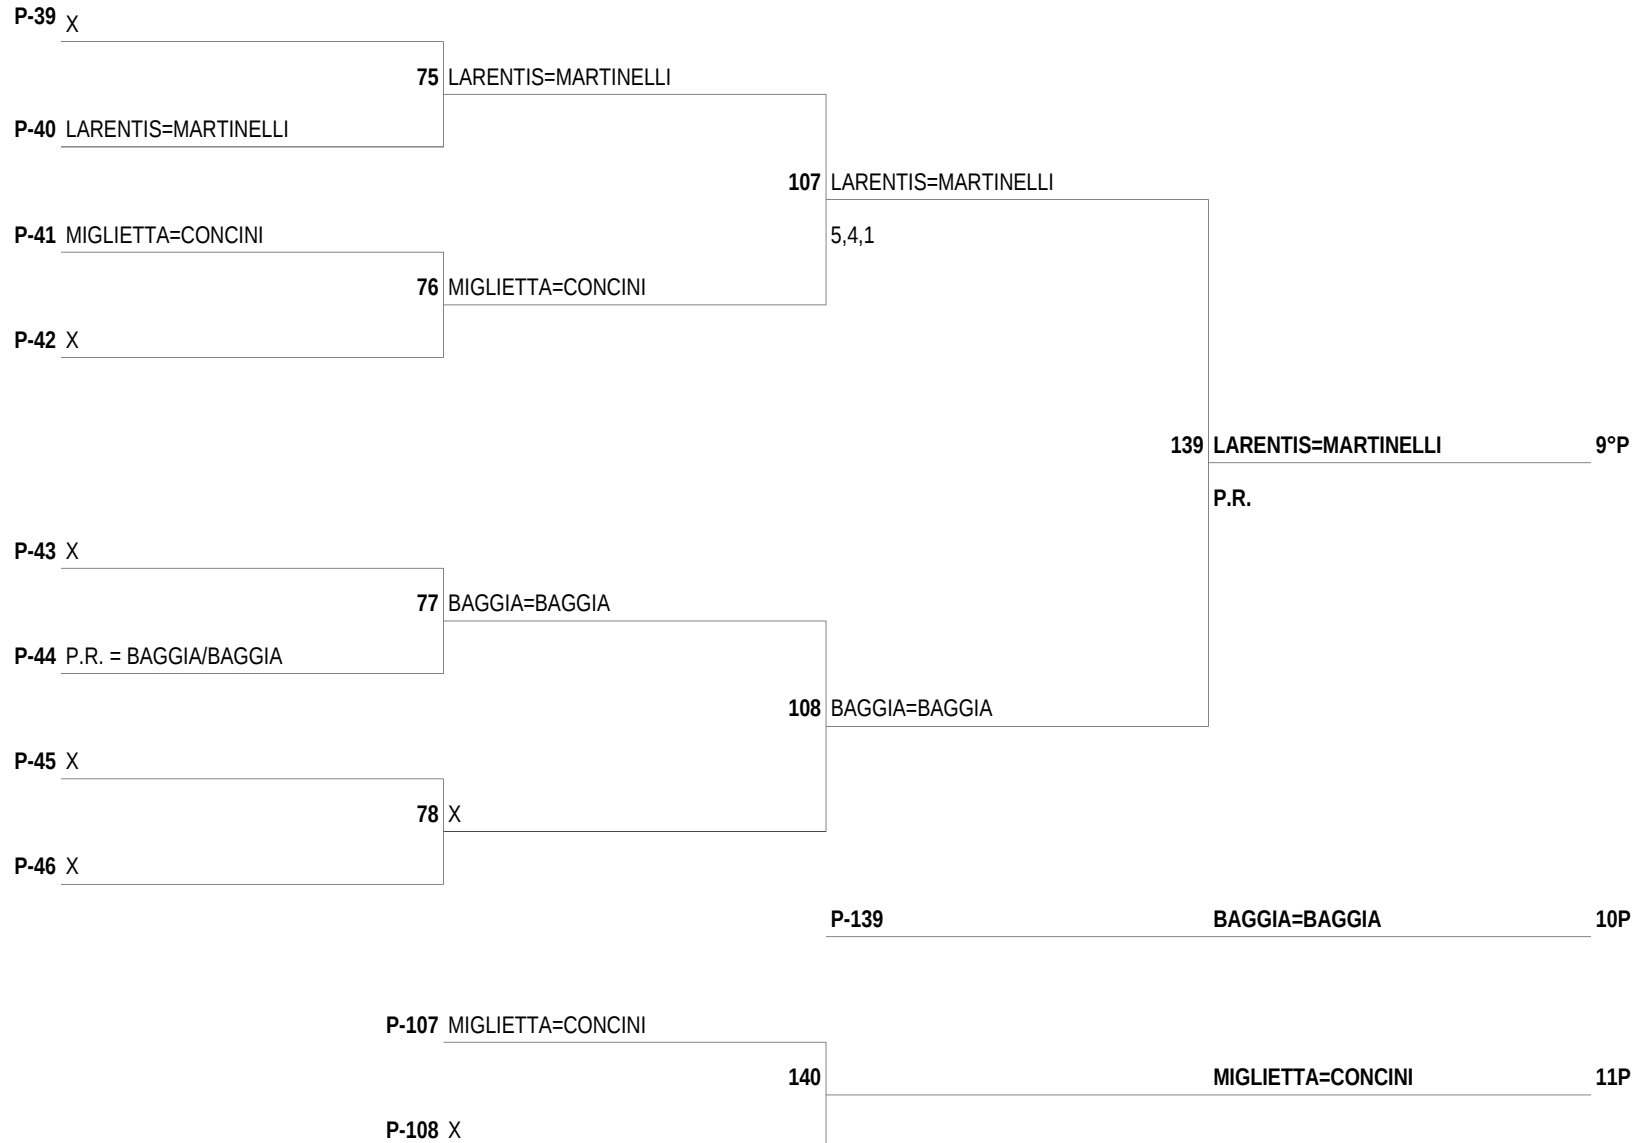 P-39 X
75 LARENTIS=MARTINELLI
P-40 LARENTIS=MARTINELLI
107 LARENTIS=MARTINELLI
P-41 MIGLIETTA=CONCINI 5,4,1
76 MIGLIETTA=CONCINI
P-42 X
139 LARENTIS=MARTINELLI 9°P
P.R.
P-43 X
77 BAGGIA=BAGGIA
P-44 P.R. = BAGGIA/BAGGIA
108 BAGGIA=BAGGIA
P-45 X
78 X
P-46 X
P-139 BAGGIA=BAGGIA 10P
P-107 MIGLIETTA=CONCINI
140 MIGLIETTA=CONCINI 11P
P-108 X